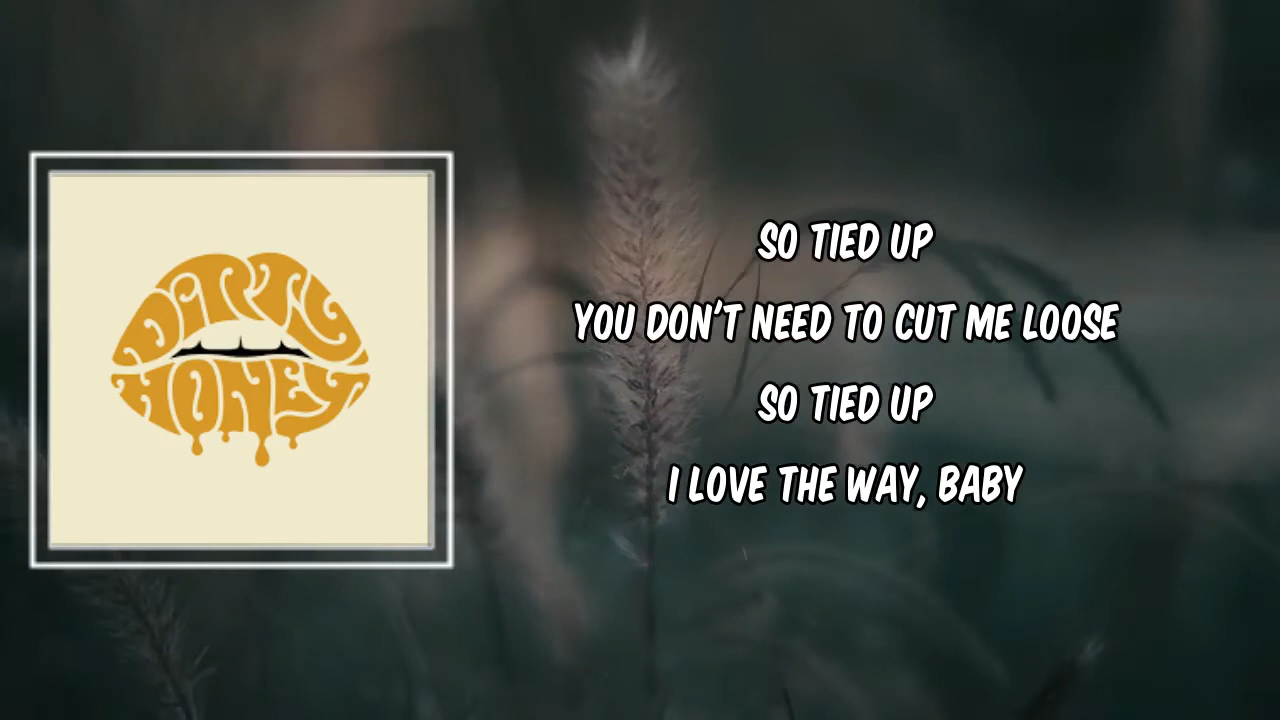 DIRTY
HONEY
SO TIED UP
YOU DON'T NEED TO CUT ME LOOSE
SO TIED UP
I LOVE THE WAY, BABY